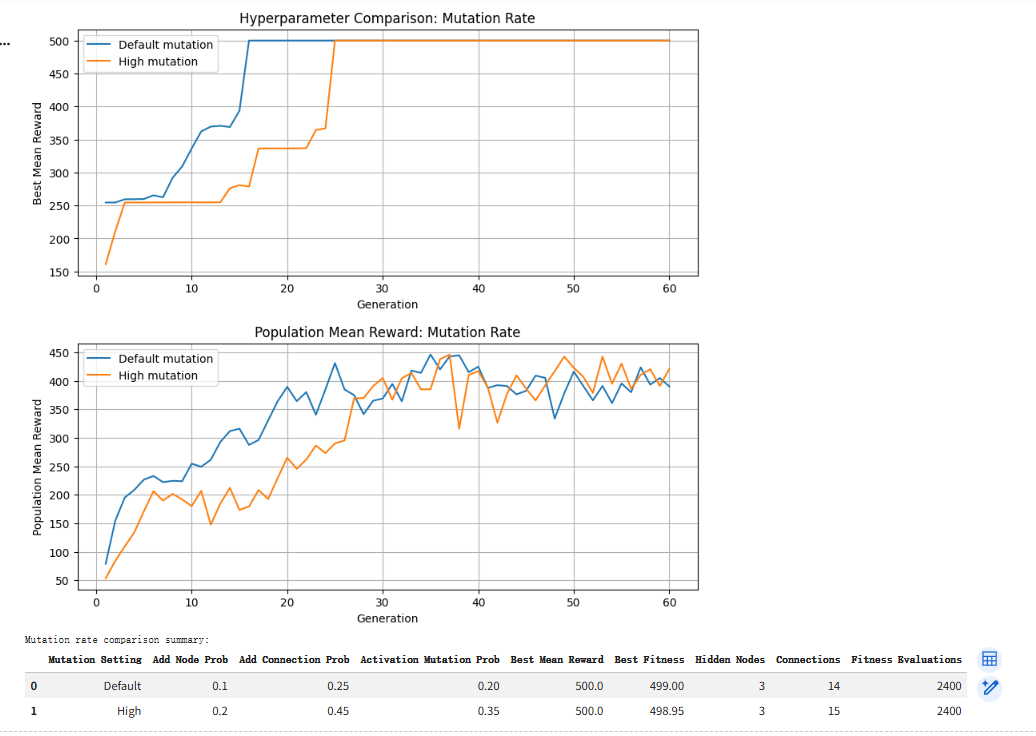 ...
Hyperparameter Comparison: Mutation Rate
Default mutation
High mutation
Best Mean Reward
500
450
400
350
300
250
200
150
0 10 20 30 40 50 60
Generation
Population Mean Reward: Mutation Rate
Default mutation
High mutation
Population Mean Reward
450
400
350
300
250
200
150
100
50
0 10 20 30 40 50 60
Generation
Mutation rate comparison summary:
Mutation Setting Add Node Prob Add Connection Prob Activation Mutation Prob Best Mean Reward Best Fitness Hidden Nodes Connections Fitness Evaluations
0 Default 0.1 0.25 0.20 500.0 499.00 3 14 2400
1 High 0.2 0.45 0.35 500.0 498.95 3 15 2400